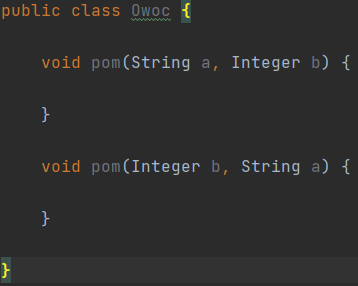 public class Owoc {
void pom(String a, Integer b) {
}
void pom(Integer b, String a) {
}
}